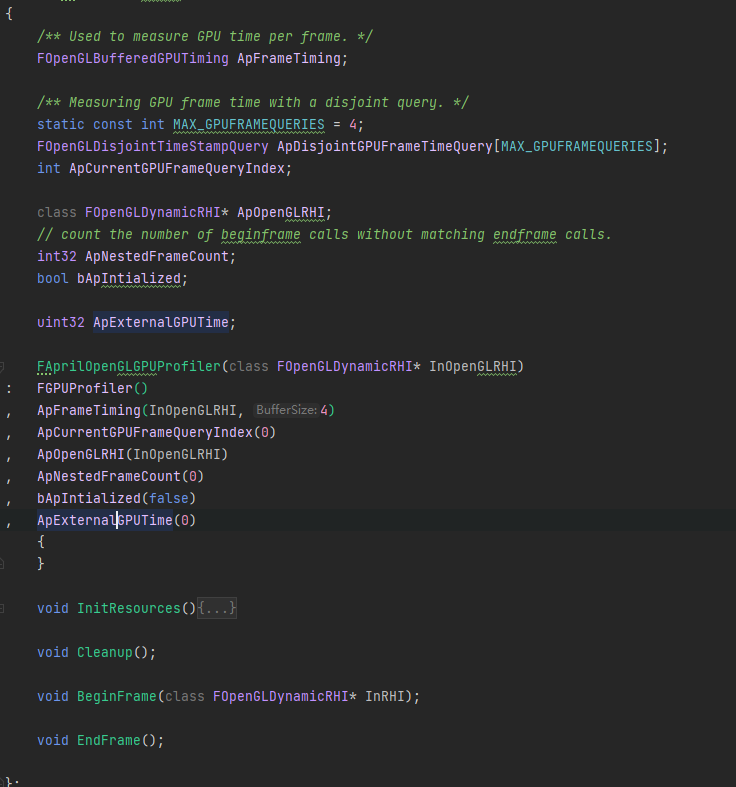 {
/** Used to measure GPU time per frame. */
FOpenGLBufferedGPUTiming ApFrameTiming;
/** Measuring GPU frame time with a disjoint query. */
static const int MAX_GPUFRAMEQUERIES = 4;
FOpenGLDisjointTimeStampQuery ApDisjointGPUFrameTimeQuery[MAX_GPUFRAMEQUERIES];
int ApCurrentGPUFrameQueryIndex;
class FOpenGLDynamicRHI* ApOpenGLRHI;
// count the number of beginframe calls without matching endframe calls.
int32 ApNestedFrameCount;
bool bApIntialized;
uint32 ApExternalGPUTime;
FAprilOpenGLGPUProfiler(class FOpenGLDynamicRHI* InOpenGLRHI)
: FGPUProfiler()
, ApFrameTiming(InOpenGLRHI, BufferSize: 4)
, ApCurrentGPUFrameQueryIndex(0)
, ApOpenGLRHI(InOpenGLRHI)
, ApNestedFrameCount(0)
, bApIntialized(false)
, ApExternalGPUTime(0)
{
}
void InitResources(){...}
void Cleanup();
void BeginFrame(class FOpenGLDynamicRHI* InRHI);
void EndFrame();
};